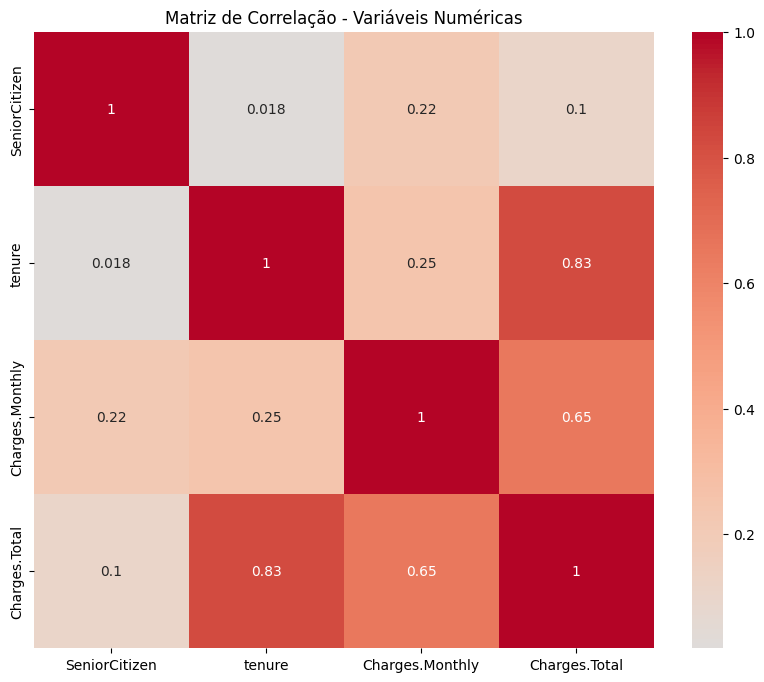 Matriz de Correlação - Variáveis Numéricas
SeniorCitizen
1
0.018
0.22
0.1
tenure
0.018
1
0.25
0.83
Charges.Monthly
0.22
0.25
1
0.65
Charges.Total
0.1
0.83
0.65
1
SeniorCitizen
tenure
Charges.Monthly
Charges.Total
1.0
0.8
0.6
0.4
0.2